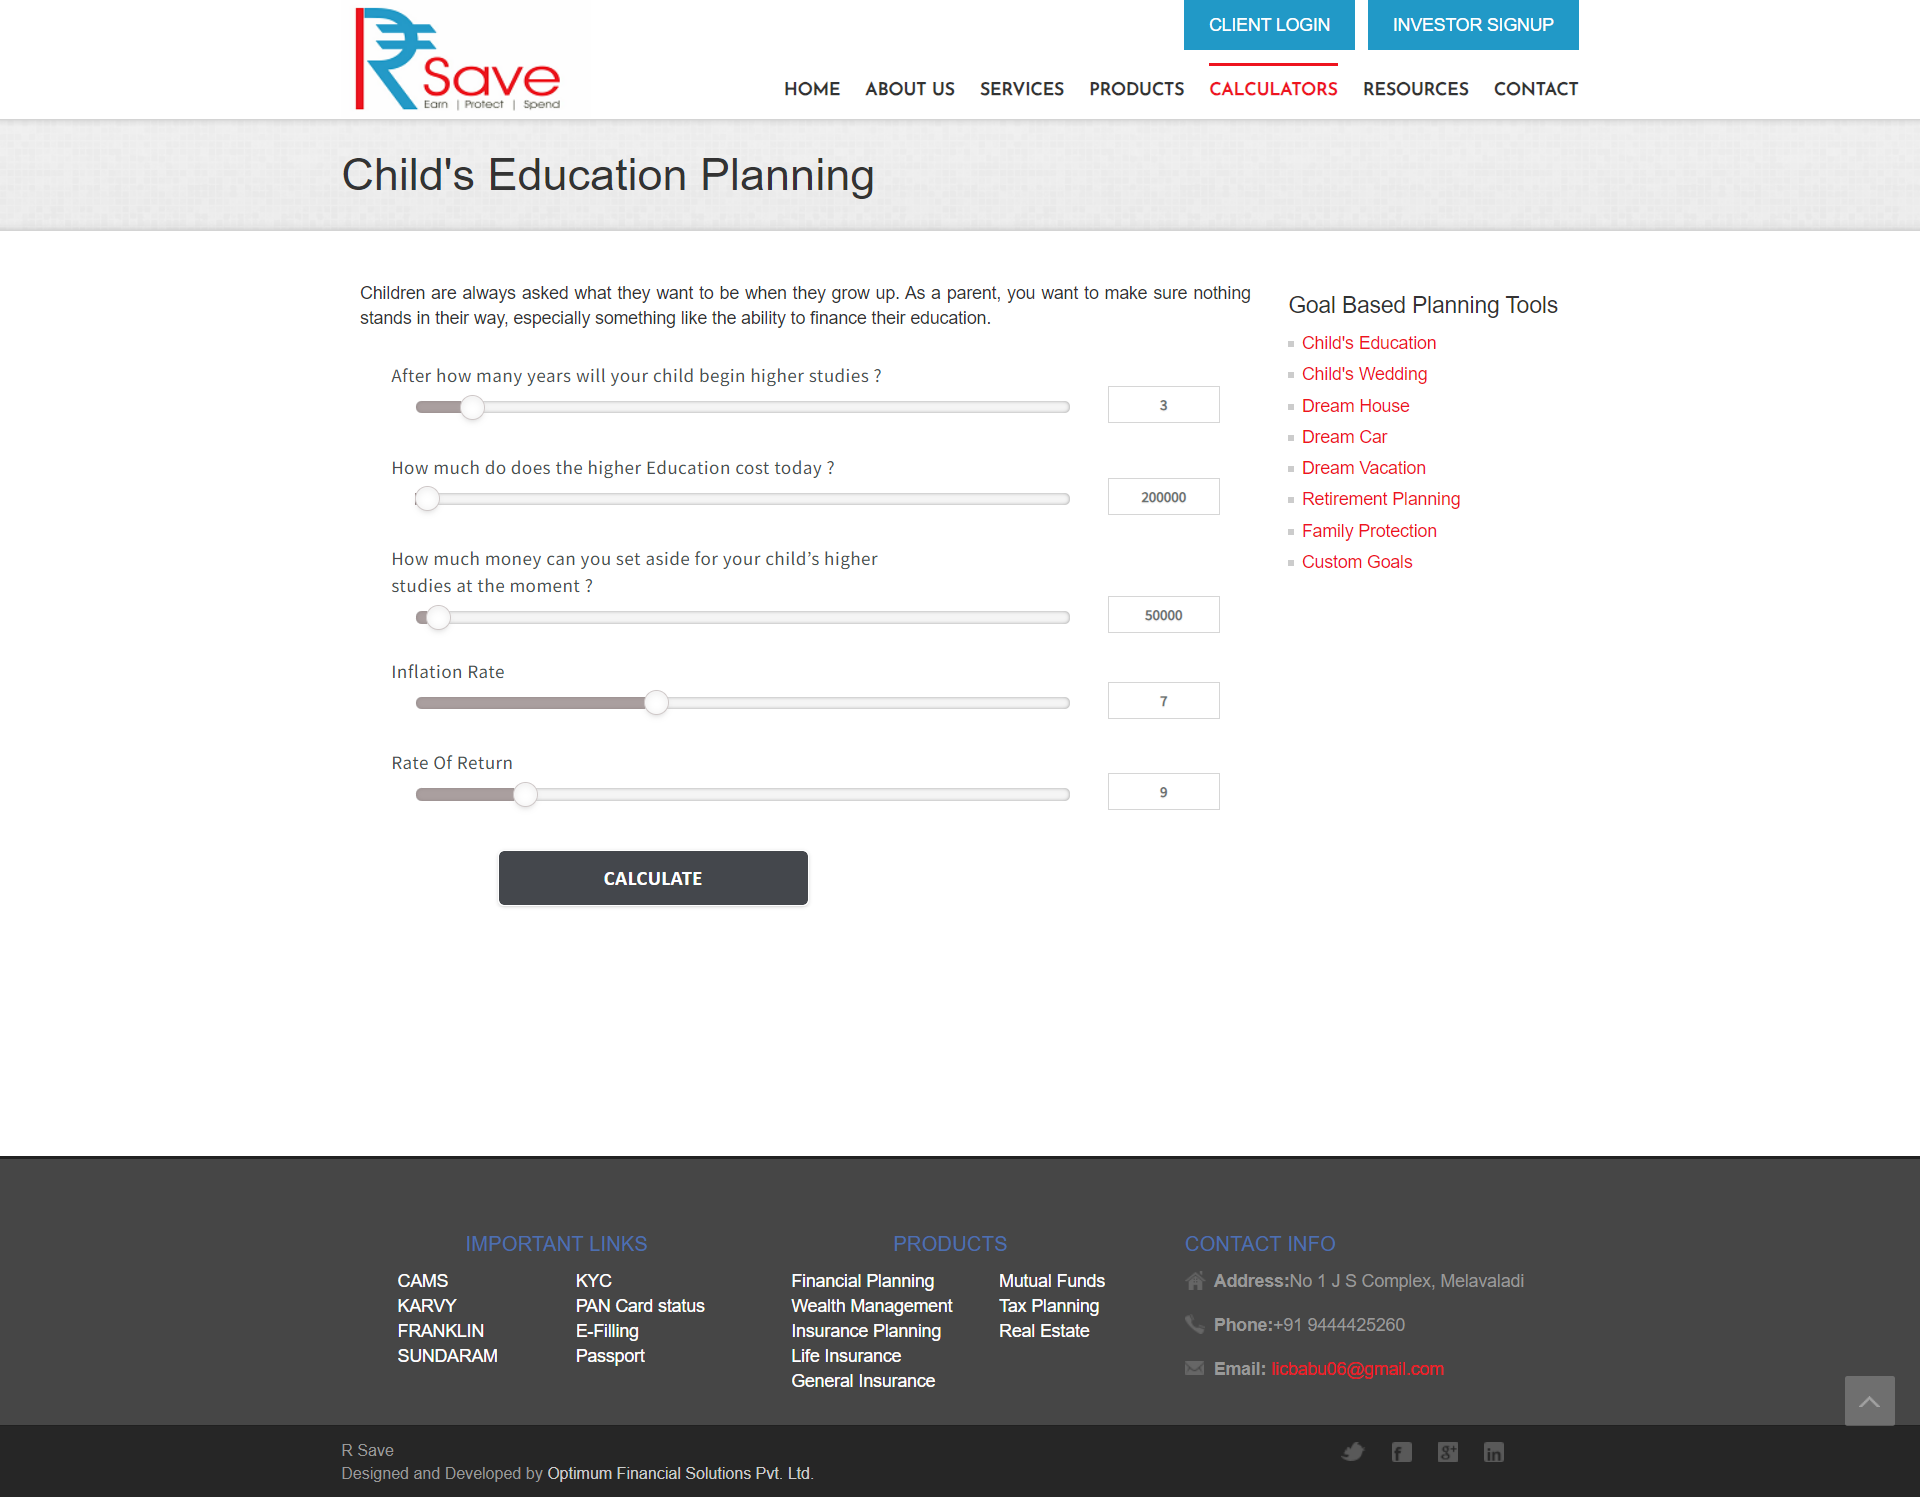 CLIENT LOGIN
INVESTOR SIGNUP
R Save
Earn | Protect | Spend
HOME ABOUT US SERVICES PRODUCTS CALCULATORS RESOURCES CONTACT
Child's Education Planning
Children are always asked what they want to be when they grow up. As a parent, you want to make sure nothing
stands in their way, especially something like the ability to finance their education.
After how many years will your child begin higher studies ?
3
How much do does the higher Education cost today ?
200000
How much money can you set aside for your child’s higher
studies at the moment ?
50000
Inflation Rate
7
Rate Of Return
9
CALCULATE
Goal Based Planning Tools
Child's Education
Child's Wedding
Dream House
Dream Car
Dream Vacation
Retirement Planning
Family Protection
Custom Goals
IMPORTANT LINKS
CAMS
KARVY
FRANKLIN
SUNDARAM
KYC
PAN Card status
E-Filling
Passport
PRODUCTS
Financial Planning
Wealth Management
Insurance Planning
Life Insurance
General Insurance
Mutual Funds
Tax Planning
Real Estate
CONTACT INFO
Address:No 1 J S Complex, Melavaladi
Phone:+91 9444425260
Email: licbabu06@gmail.com
R Save
Designed and Developed by Optimum Financial Solutions Pvt. Ltd.